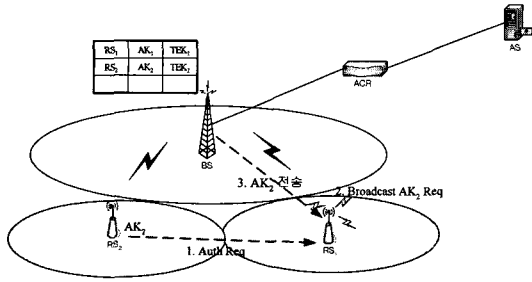 AS
RS₁ AK₁ TEK₁
RS₂ AK₂ TEK₂
ACR
BS
3. AK₂ 전송
2. Broadcast AK₂ Req
AK₂
RS₂
1. Auth Req
RS₁